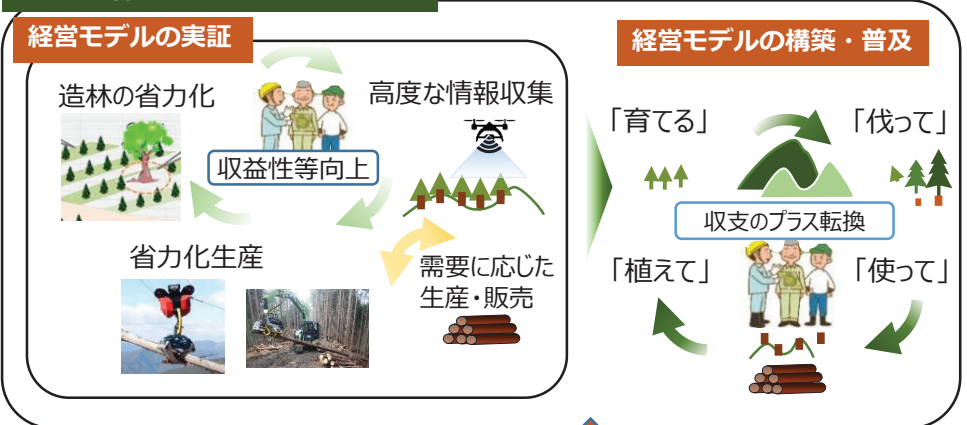 経営モデルの実証
造林の省力化
高度な情報収集
収益性等向上
省力化生産
需要に応じた
生産・販売
経営モデルの構築・普及
「育てる」
「伐って」
収支のプラス転換
「植えて」
「使って」